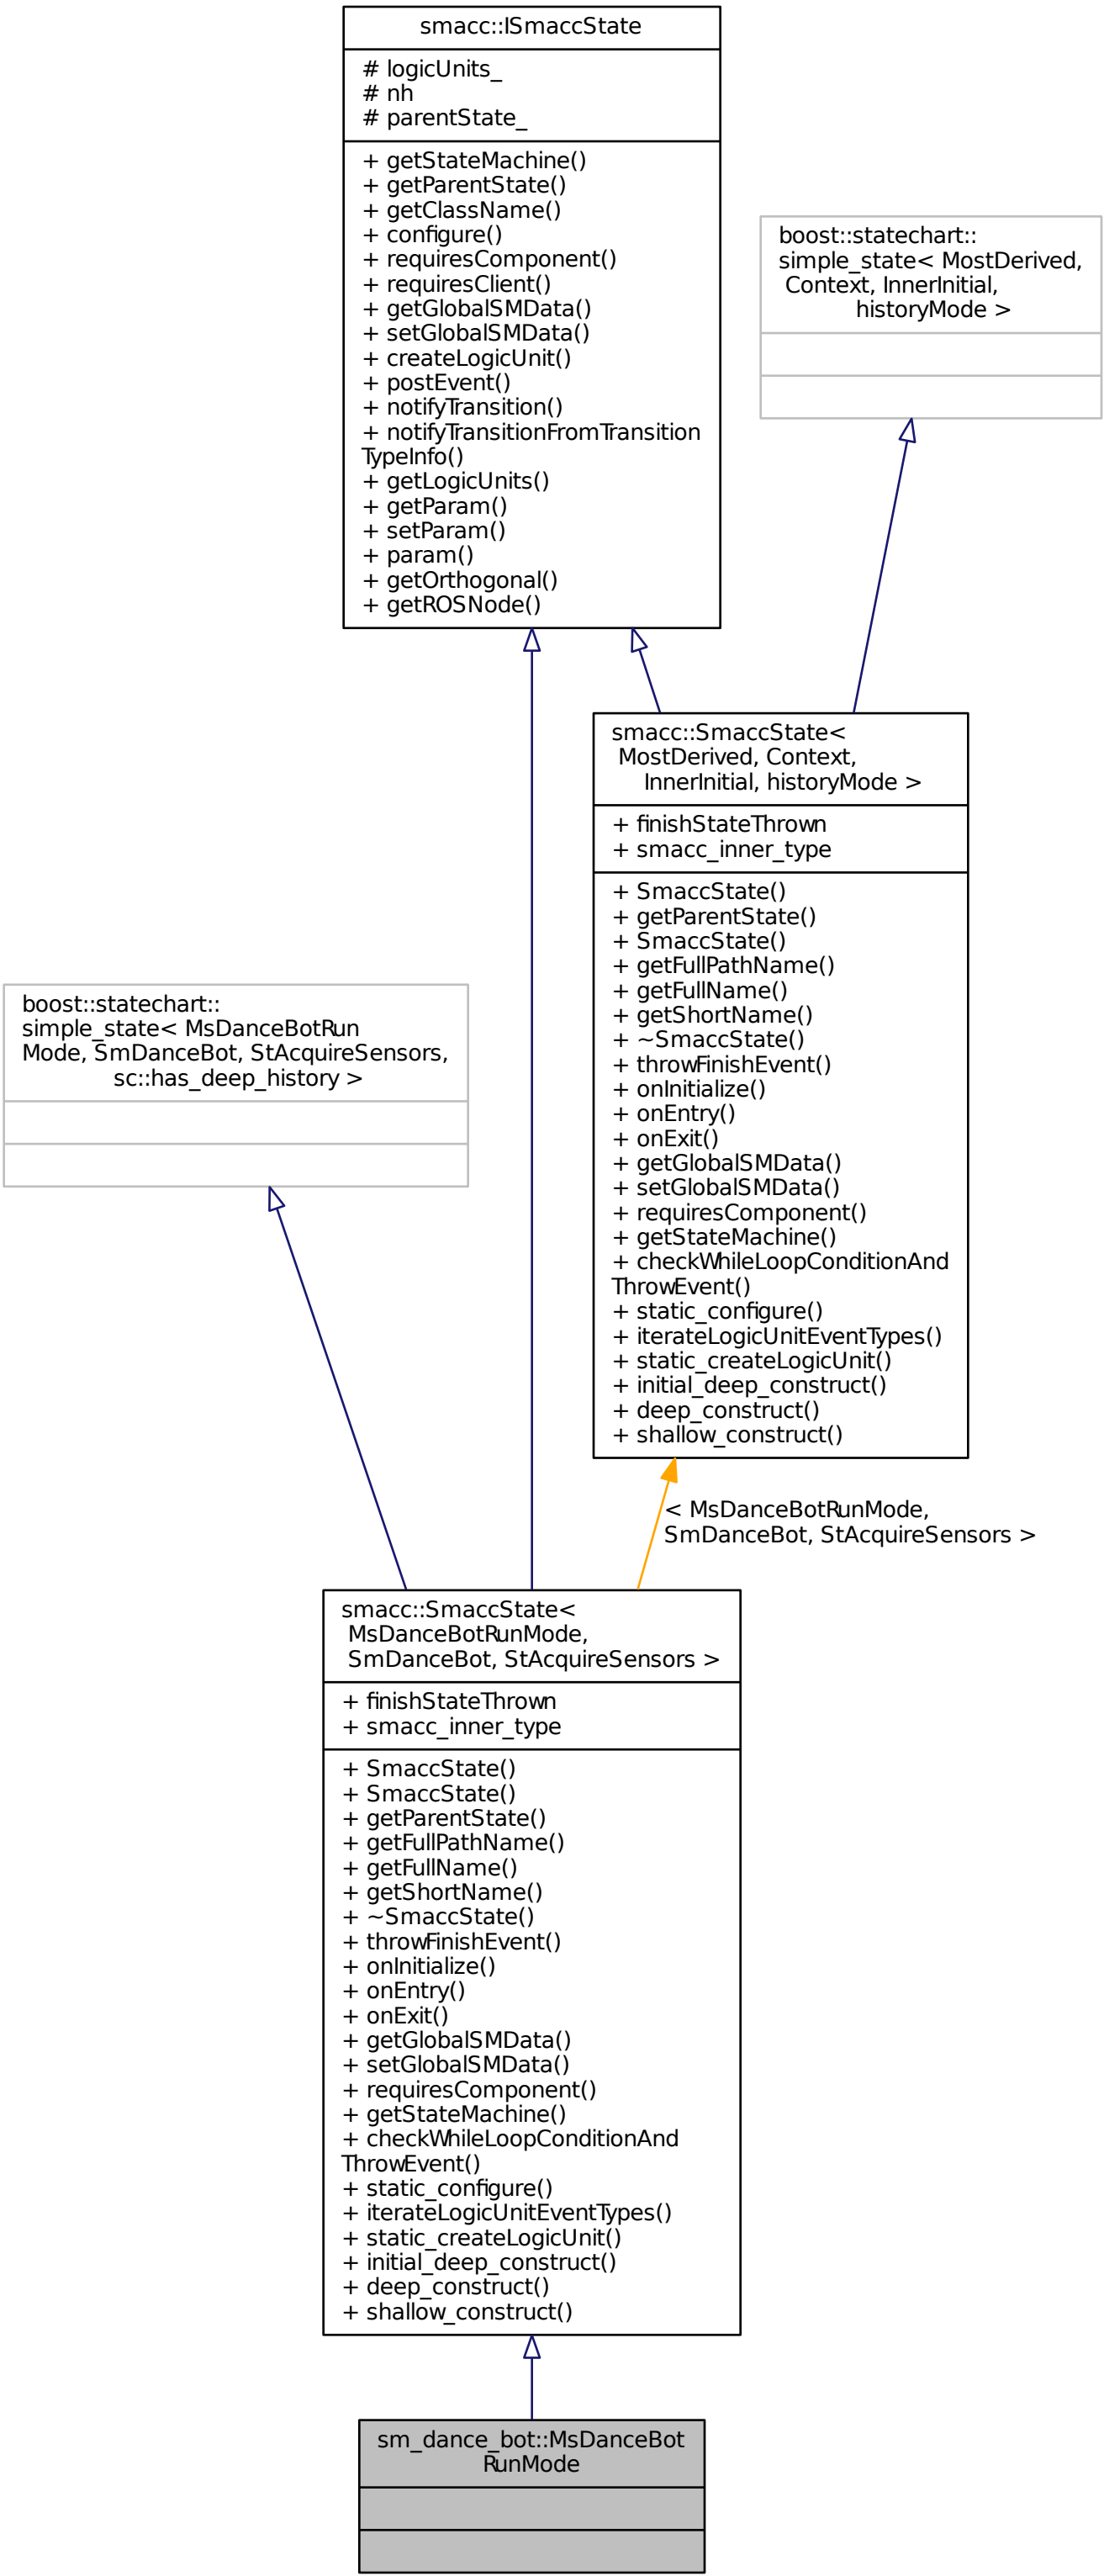 smacc::ISmaccState
# logicUnits_
# nh
# parentState_
+ getStateMachine()
+ getParentState()
+ getClassName()
+ configure()
+ requiresComponent()
+ requiresClient()
+ getGlobalSMData()
+ setGlobalSMData()
+ createLogicUnit()
+ postEvent()
+ notifyTransition()
+ notifyTransitionFromTransition
TypeInfo()
+ getLogicUnits()
+ getParam()
+ setParam()
+ param()
+ getOrthogonal()
+ getROSNode()
boost::statechart::
simple_state< MostDerived,
Context, InnerInitial,
historyMode >
smacc::SmaccState<
MostDerived, Context,
InnerInitial, historyMode >
+ finishStateThrown
+ smacc_inner_type
+ SmaccState()
+ getParentState()
+ SmaccState()
+ getFullPathName()
+ getFullName()
+ getShortName()
+ ~SmaccState()
+ throwFinishEvent()
+ onInitialize()
+ onEntry()
+ onExit()
+ getGlobalSMData()
+ setGlobalSMData()
+ requiresComponent()
+ getStateMachine()
+ checkWhileLoopConditionAnd
ThrowEvent()
+ static_configure()
+ iterateLogicUnitEventTypes()
+ static_createLogicUnit()
+ initial_deep_construct()
+ deep_construct()
+ shallow_construct()
boost::statechart::
simple_state< MsDanceBotRun
Mode, SmDanceBot, StAcquireSensors,
sc::has_deep_history >
< MsDanceBotRunMode,
SmDanceBot, StAcquireSensors >
smacc::SmaccState<
MsDanceBotRunMode,
SmDanceBot, StAcquireSensors >
+ finishStateThrown
+ smacc_inner_type
+ SmaccState()
+ SmaccState()
+ getParentState()
+ getFullPathName()
+ getFullName()
+ getShortName()
+ ~SmaccState()
+ throwFinishEvent()
+ onInitialize()
+ onEntry()
+ onExit()
+ getGlobalSMData()
+ setGlobalSMData()
+ requiresComponent()
+ getStateMachine()
+ checkWhileLoopConditionAnd
ThrowEvent()
+ static_configure()
+ iterateLogicUnitEventTypes()
+ static_createLogicUnit()
+ initial_deep_construct()
+ deep_construct()
+ shallow_construct()
sm_dance_bot::MsDanceBot
RunMode